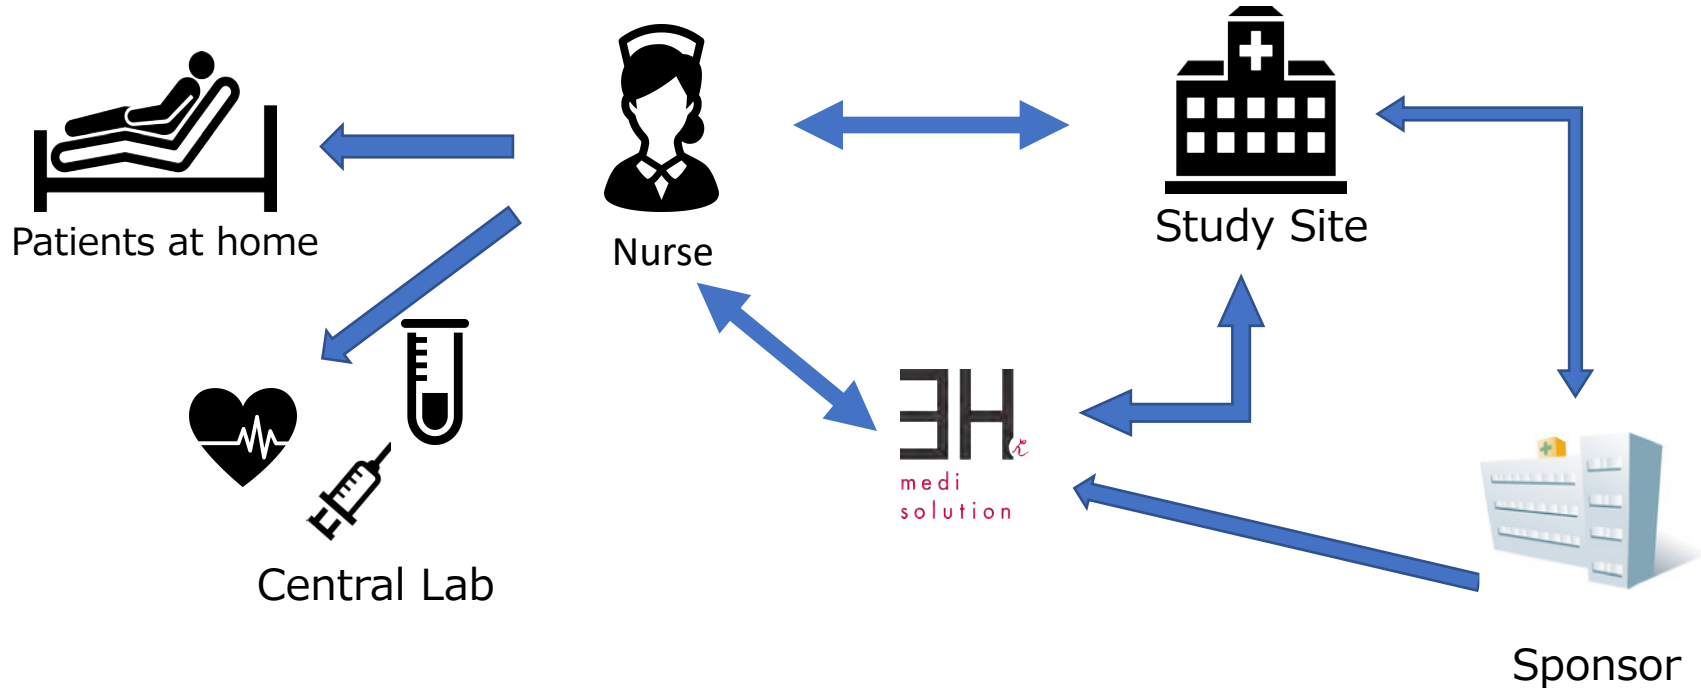 Patients at home
Nurse
Study Site
3H
medi
solution
Central Lab
Sponsor